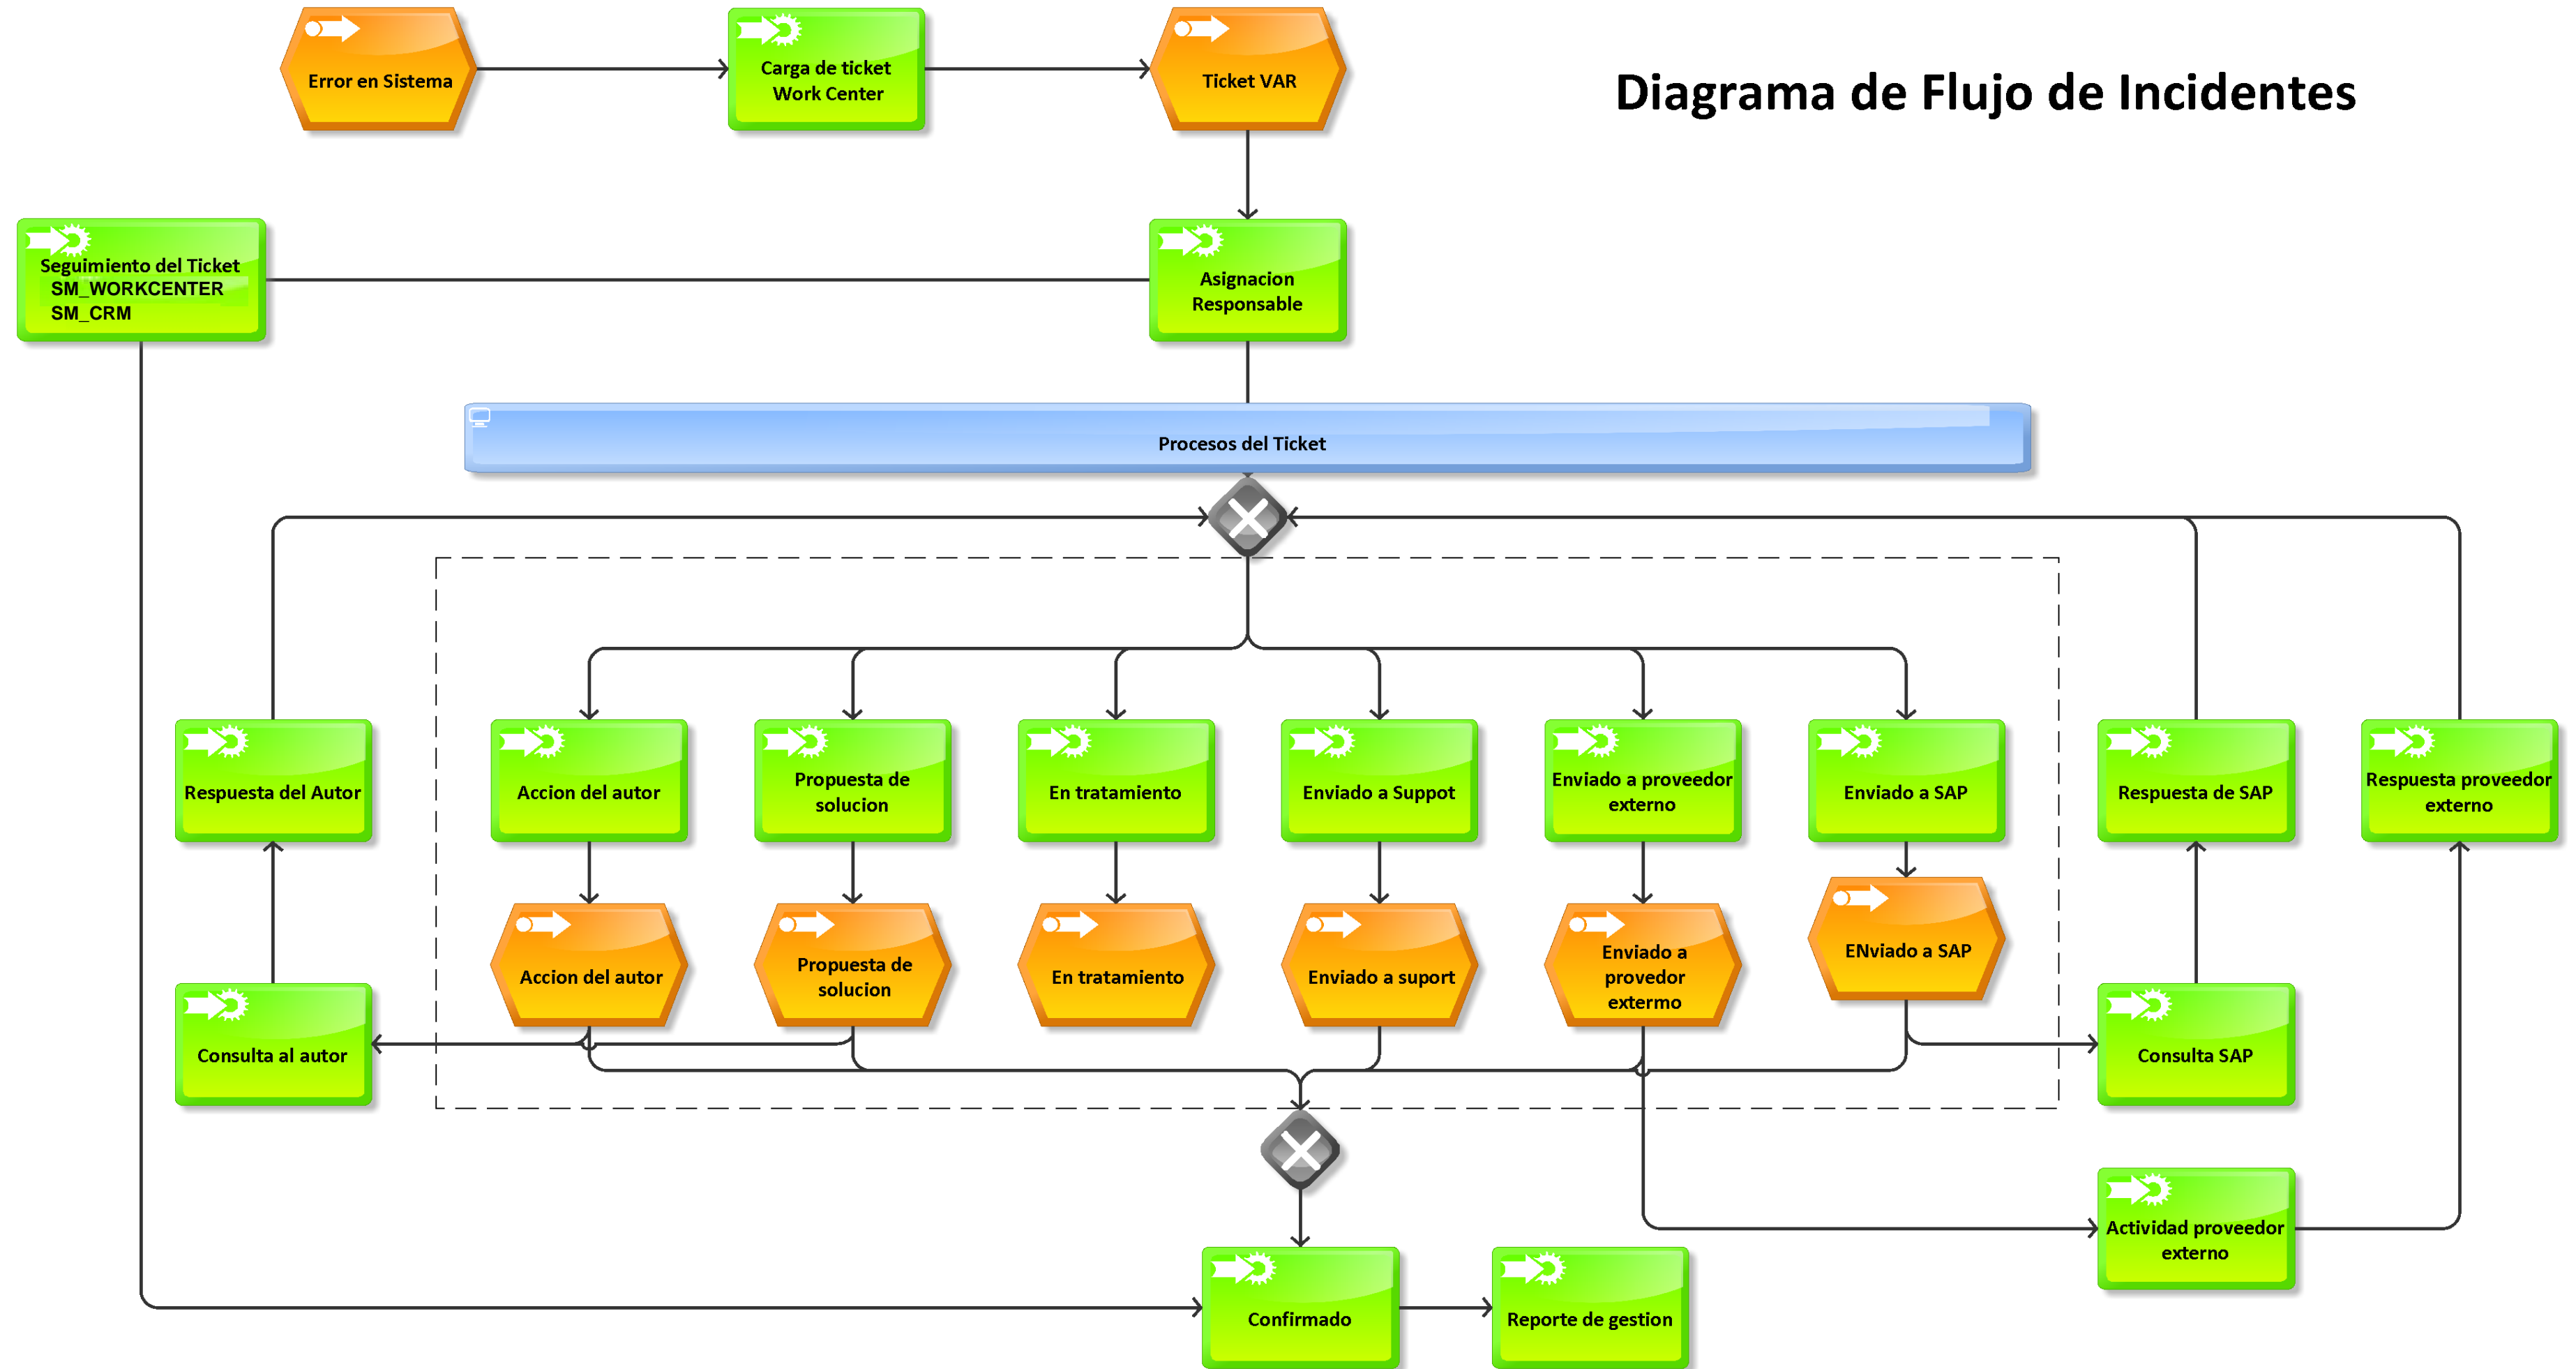 Error en Sistema
Carga de ticket
Work Center
Ticket VAR
Diagrama de Flujo de Incidentes
Seguimiento del Ticket
SM_WORKCENTER
SM_CRM
Asignacion
Responsable
Procesos del Ticket
Respuesta del Autor
Accion del autor
Propuesta de
solucion
En tratamiento
Enviado a Suppot
Enviado a proveedor
externo
Enviado a SAP
Respuesta de SAP
Respuesta proveedor
externo
Accion del autor
Propuesta de
solucion
En tratamiento
Enviado a suport
Enviado a
provedor
extermo
ENviado a SAP
Consulta al autor
Consulta SAP
Actividad proveedor
externo
Confirmado
Reporte de gestion